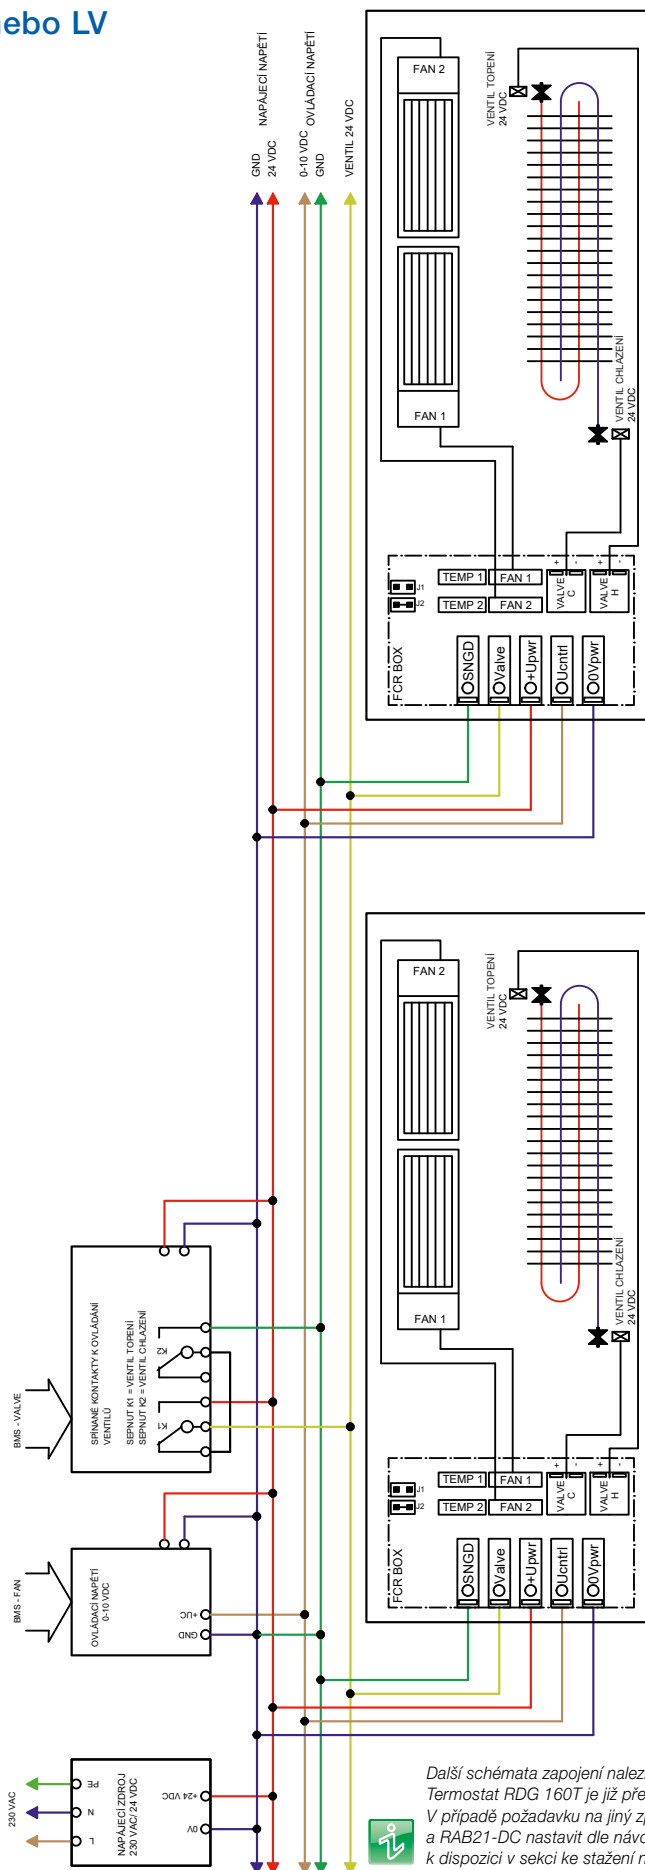 nebo LV
GND
NAPÁJECÍ NAPĚTÍ
24 VDC
0-10 VDC
OVLÁDACÍ NAPĚTÍ
GND
VENTIL 24 VDC
FAN 2
VENTIL TOPENÍ
24 VDC
FAN 1
VENTIL CHLAZENÍ
24 VDC
FCR BOX
J1
J2
TEMP 1
FAN 1
TEMP 2
FAN 2
VALVE
C
+
-
VALVE
H
+
-
SNGD
Valve
+Upwr
Ucntrl
0Vpwr
FAN 2
VENTIL TOPENÍ
24 VDC
FAN 1
VENTIL CHLAZENÍ
24 VDC
FCR BOX
J1
J2
TEMP 1
FAN 1
TEMP 2
FAN 2
VALVE
C
+
-
VALVE
H
+
-
SNGD
Valve
+Upwr
Ucntrl
0Vpwr
BMS - VALVE
SPÍNANÉ KONTAKTY K OVLÁDÁNÍ
VENTILŮ
SEPNUT K1 = VENTIL TOPENÍ
SEPNUT K2 = VENTIL CHLAZENÍ
K2
K1
BMS - FAN
OVLÁDACÍ NAPĚTÍ
0-10 VDC
+UC
GND
230 VAC
PE
N
L
NAPÁJECÍ ZDROJ
230 VAC/ 24 VDC
+24 VDC
0V
Další schémata zapojení nalez
Termostat RDG 160T je již pře
V případě požadavku na jiný zp
a RAB21-DC nastavit dle návo
k dispozici v sekci ke stažení n